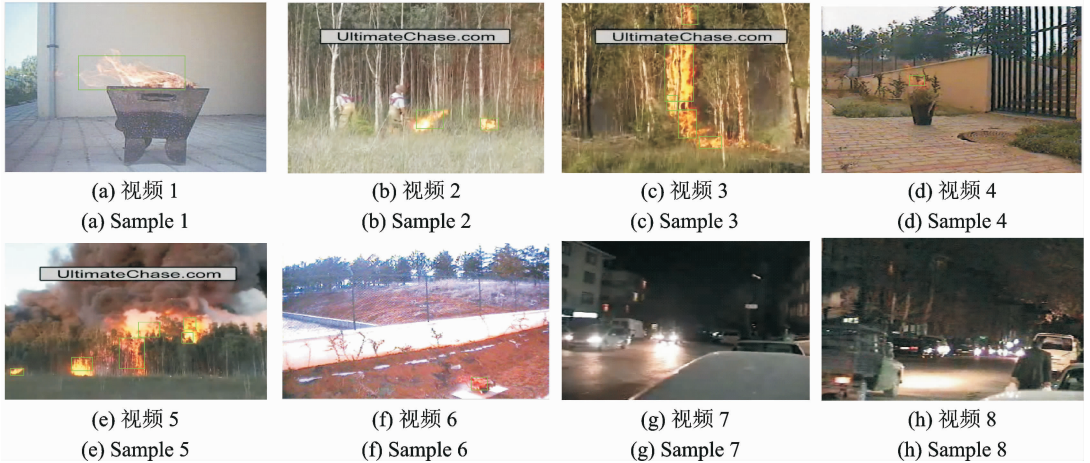 UltimateChase.com
UltimateChase.com
(a) 视频 1
(b) 视频 2
(c) 视频 3
(d) 视频 4
(a) Sample 1
(b) Sample 2
(c) Sample 3
(d) Sample 4
UltimateChase.com
(e) 视频 5
(f) 视频 6
(g) 视频 7
(h) 视频 8
(e) Sample 5
(f) Sample 6
(g) Sample 7
(h) Sample 8